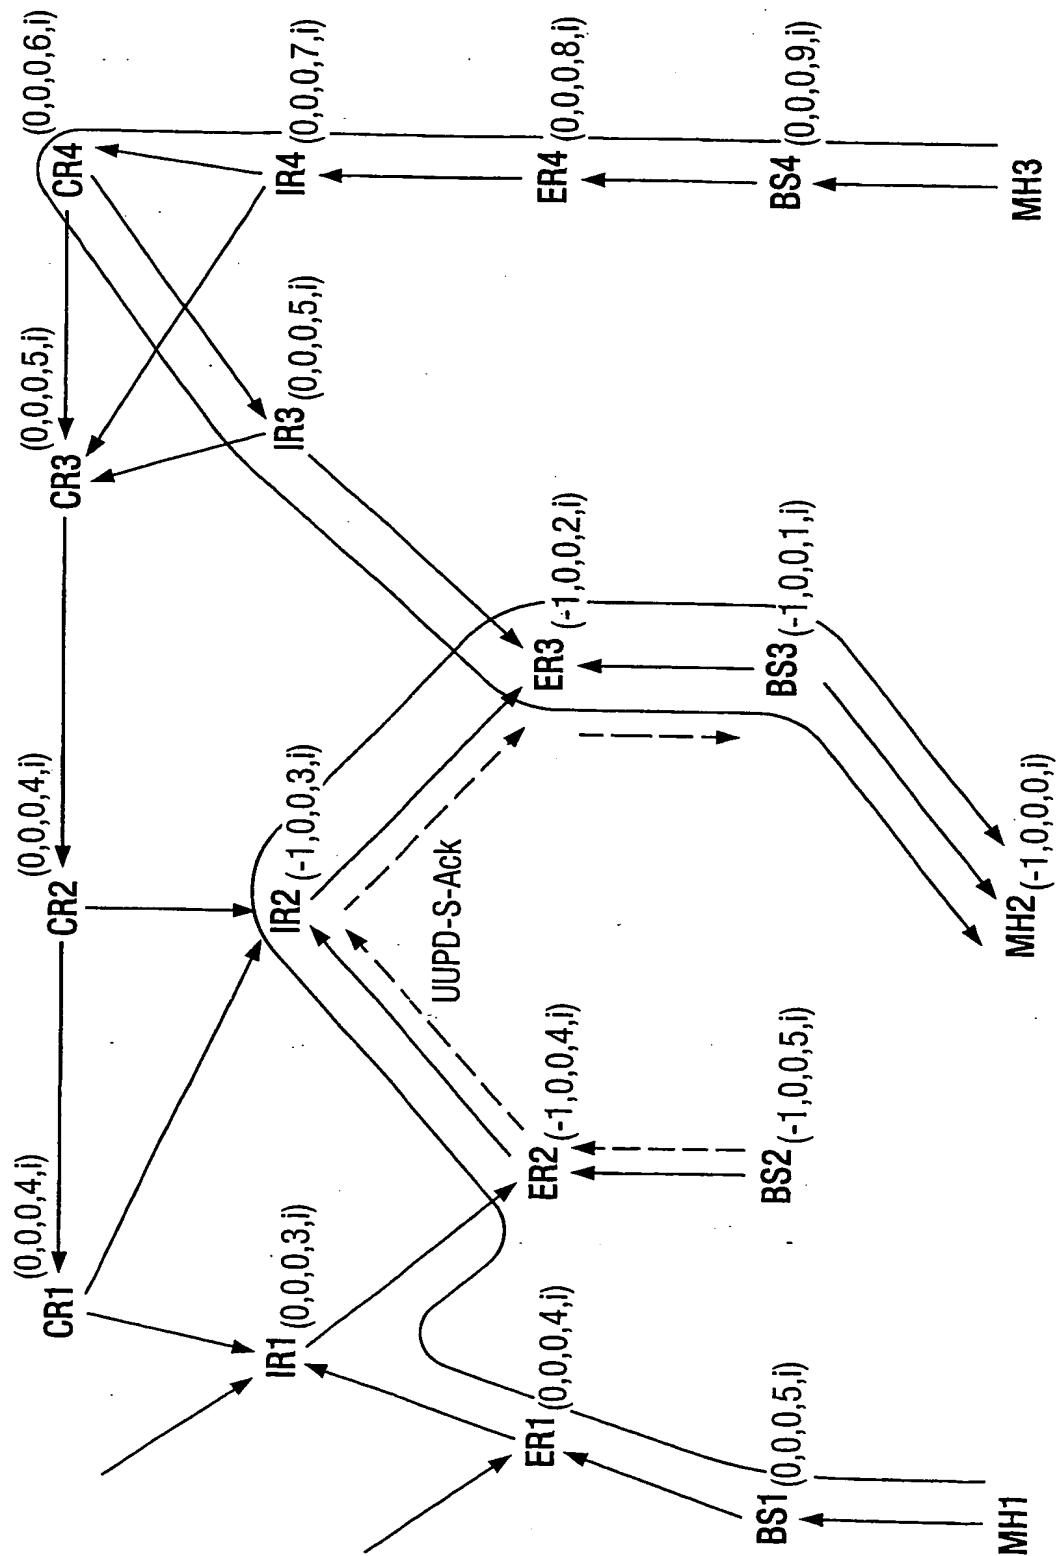 CR1 (0,0,0,4,i)
CR2 (0,0,0,4,i)
CR3 (0,0,0,5,i)
CR4 (0,0,0,6,i)
IR1 (0,0,0,3,i)
IR2 (-1,0,0,3,i)
IR3 (0,0,0,5,i)
IR4 (0,0,0,7,i)
UUPD-S-Ack
ER1 (0,0,0,4,i)
ER2 (-1,0,0,4,i)
ER3 (-1,0,0,2,i)
ER4 (0,0,0,8,i)
BS1 (0,0,0,5,i)
BS2 (-1,0,0,5,i)
BS3 (-1,0,0,1,i)
BS4 (0,0,0,9,i)
MH1
MH2 (-1,0,0,0,i)
MH3